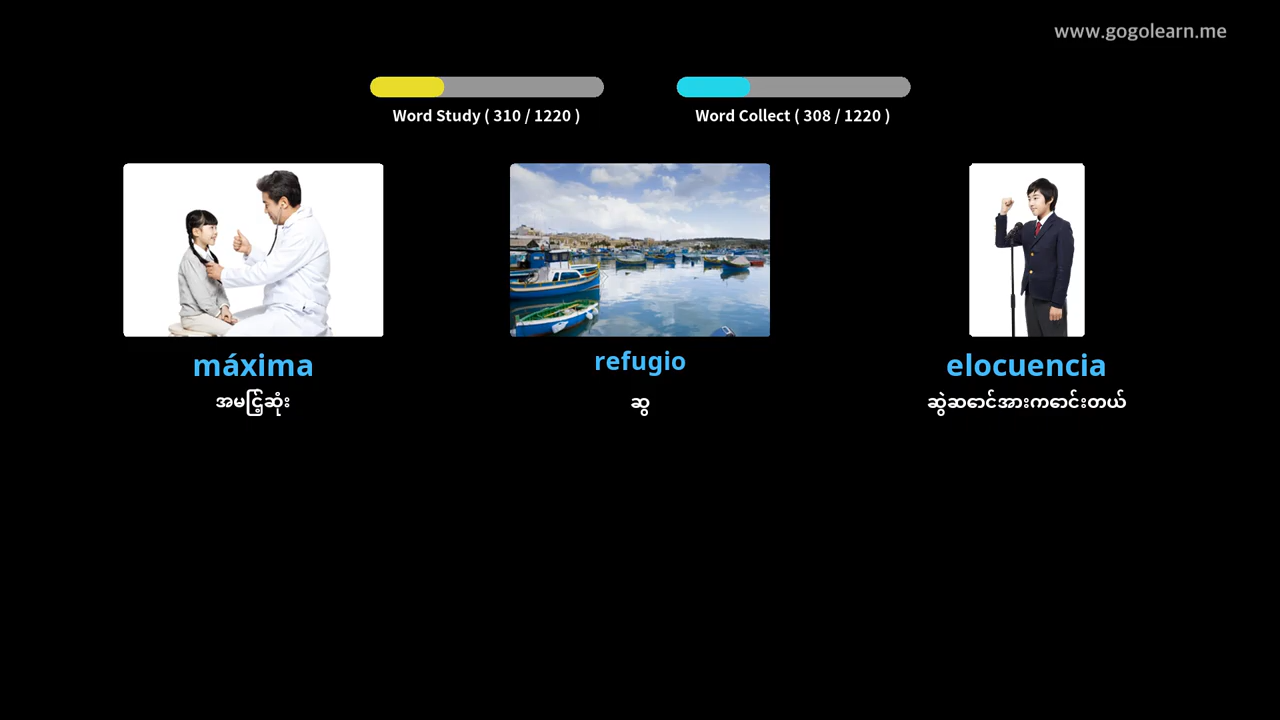 www.gogolearn.me
Word Study ( 310 / 1220 )
Word Collect ( 308 / 1220 )
máxima
refugio
elocuencia
အမြင့်ဆုံး
ဆွ
ဆွဲဆောင်အားကောင်းတယ်